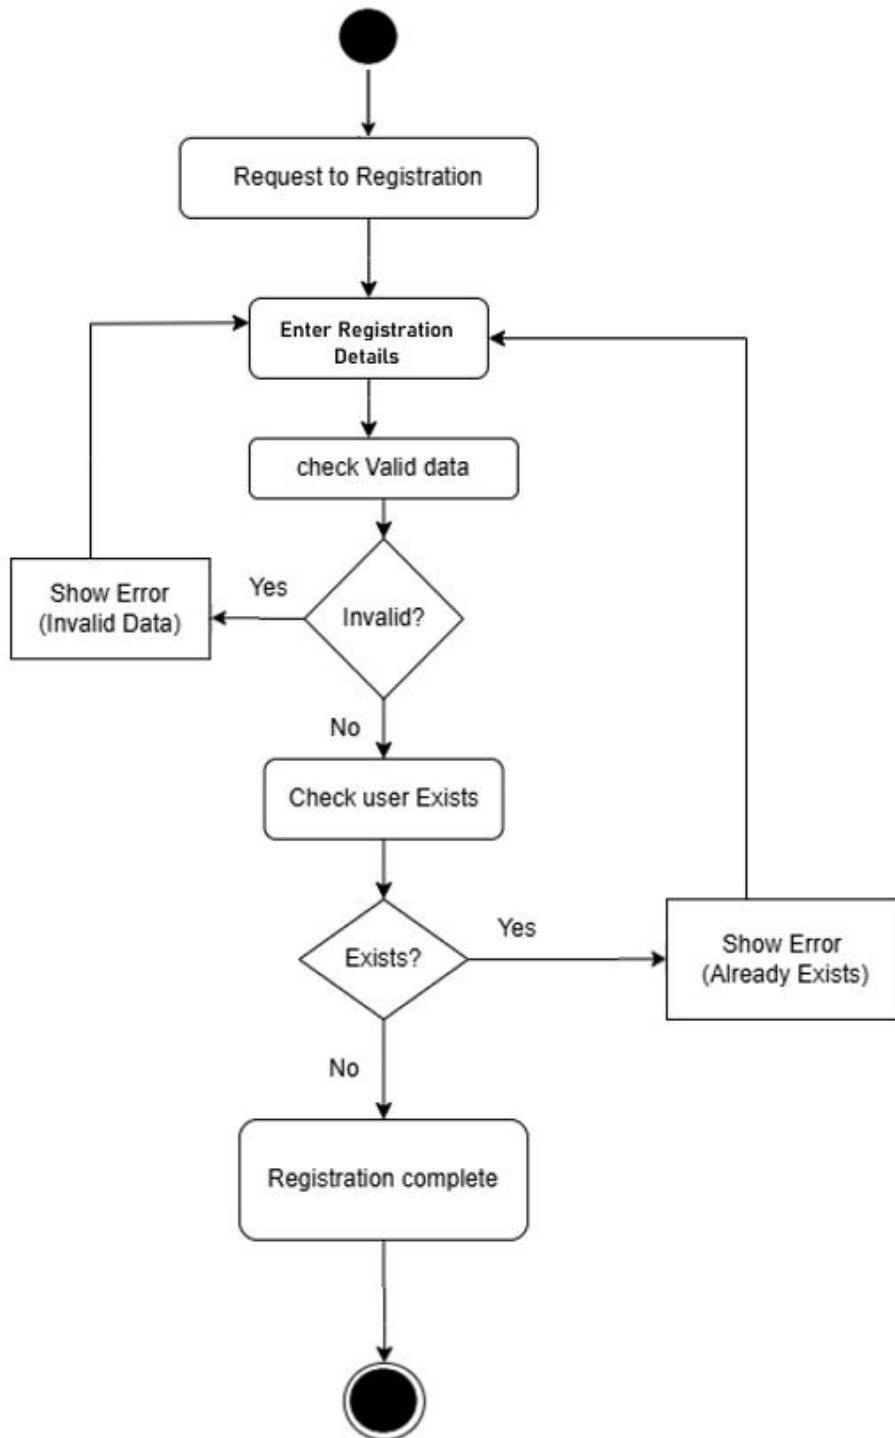 Request to Registration
Enter Registration
Details
check Valid data
Show Error
(Invalid Data)
Yes
Invalid?
No
Check user Exists
Exists?
Yes
Show Error
(Already Exists)
No
Registration complete